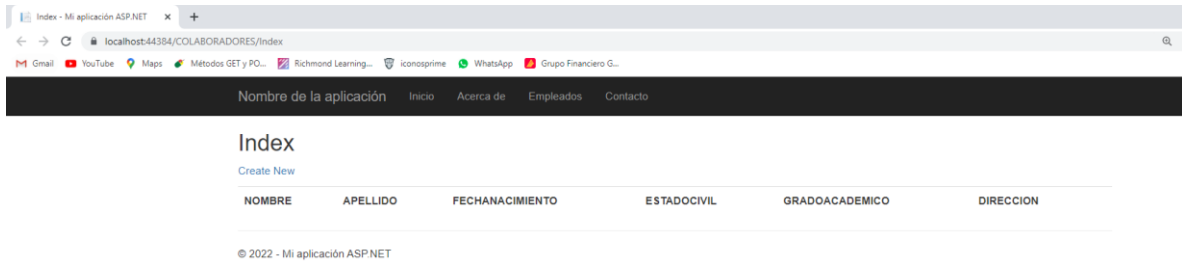 Index - Mi aplicación ASP.NET
localhost:44384/COLABORADORES/Index
Gmail YouTube Maps Métodos GET y PO... Richmond Learning... iconosprime WhatsApp Grupo Financiero G...
Nombre de la aplicación Inicio Acerca de Empleados Contacto
Index
Create New
NOMBRE APELLIDO FECHANACIMIENTO ESTADOCIVIL GRADOACADEMICO DIRECCION
© 2022 - Mi aplicación ASP.NET